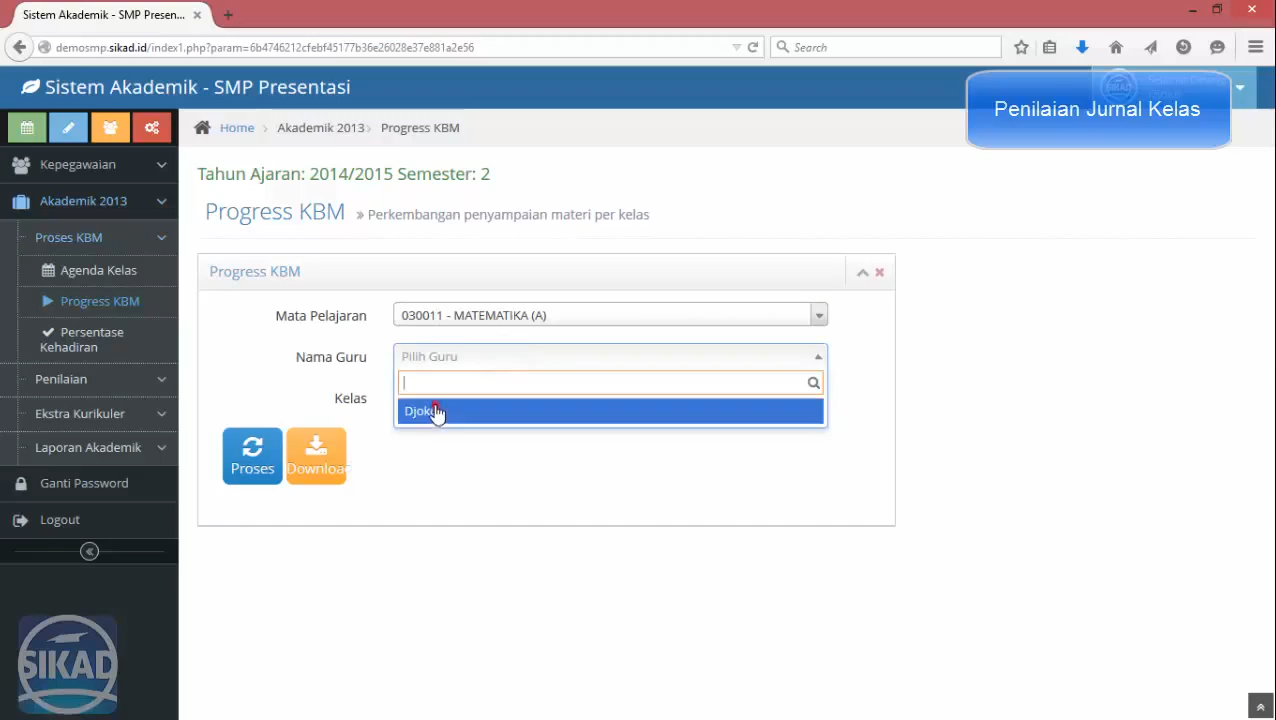 Sistem Akademik - SMP Presen...
demosmp.sikad.id/index1.php?param=6b4746212cfebf45177b36e26028e37e881a2e56
Search
Sistem Akademik - SMP Presentasi
Penilaian Jurnal Kelas
Home
Akademik 2013
Progress KBM
Kepegawaian
Akademik 2013
Proses KBM
Agenda Kelas
Progress KBM
Persentase
Kehadiran
Penilaian
Ekstra Kurikuler
Laporan Akademik
Ganti Password
Logout
SIKAD
Tahun Ajaran: 2014/2015 Semester: 2
Progress KBM » Perkembangan penyampaian materi per kelas
Progress KBM
Mata Pelajaran
030011 - MATEMATIKA (A)
Nama Guru
Pilih Guru
Kelas
Proses
Downloa